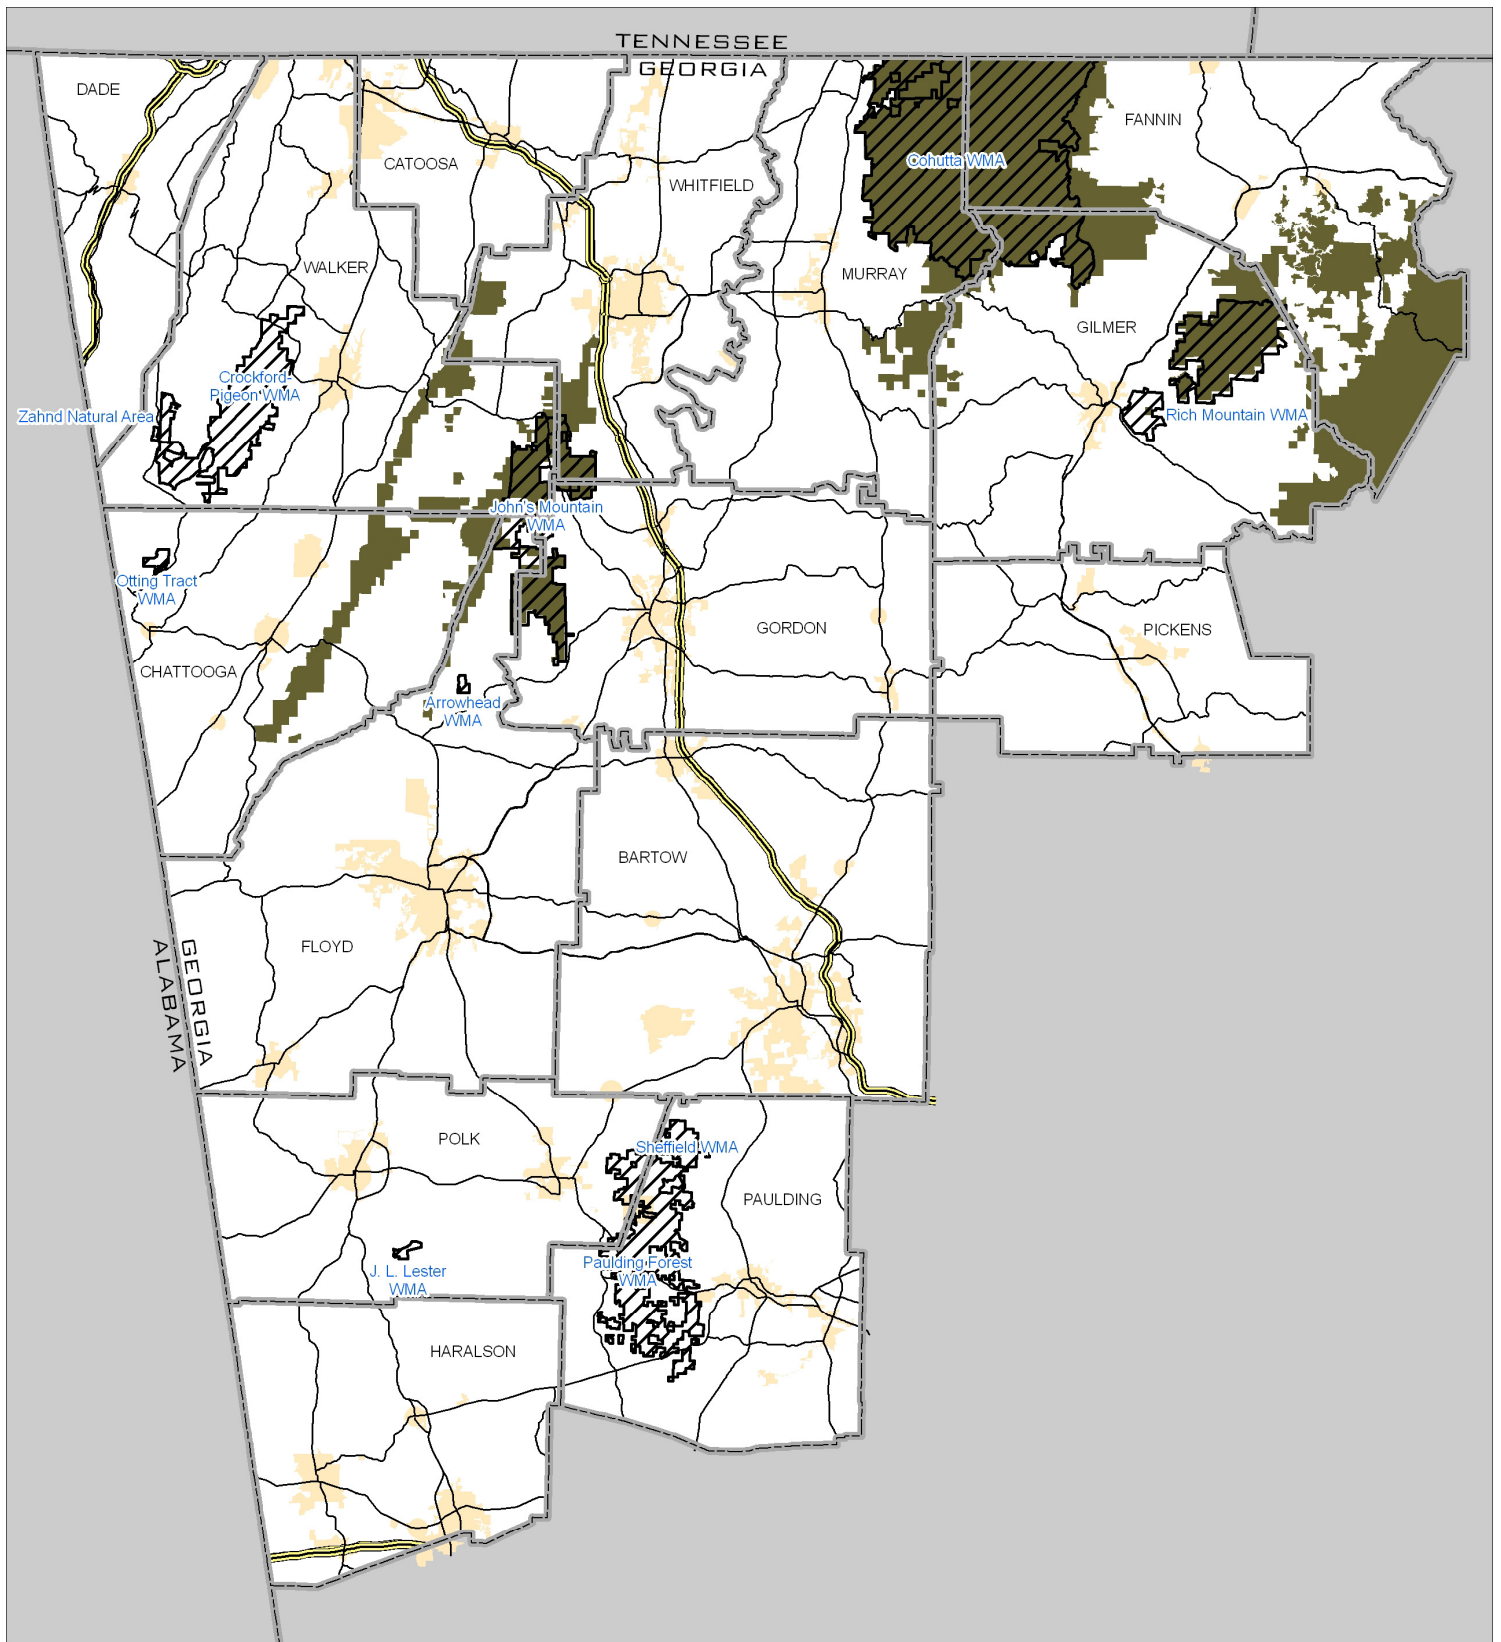 TENNESSEE
GEORGIA
DADE
FANNIN
CATOOSA
Cohutta WMA
WHITFIELD
WALKER
MURRAY
GILMER
Crockford-
Pigeon WMA
Zahnd Natural Area
Rich Mountain WMA
John's Mountain
WMA
Otting Tract
WMA
GORDON
PICKENS
CHATTOOGA
Arrowhead
WMA
BARTOW
FLOYD
GEORGIA
ALABAMA
POLK
Sheffield WMA
PAULDING
Paulding Forest
WMA
J. L. Lester
WMA
HARALSON